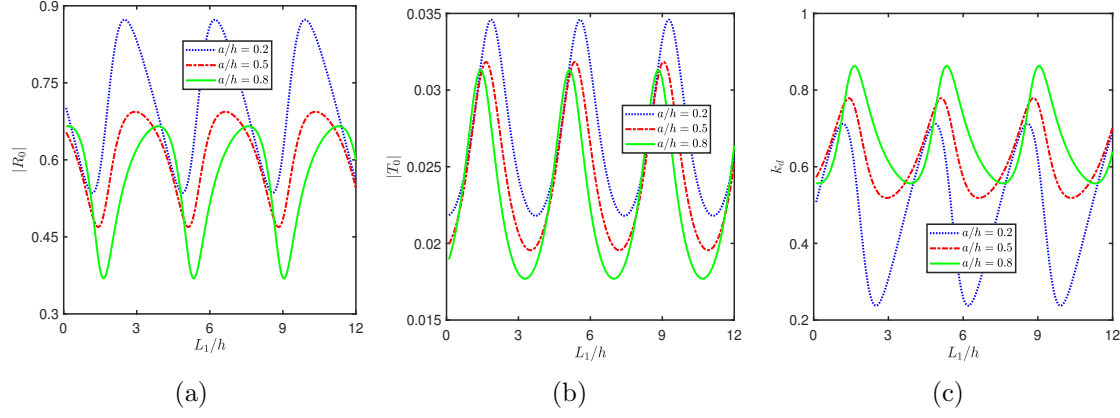 0.9
0.75
0.6
0.45
0.3
|R₀|
0 3 6 9 12
L₁/h
a/h = 0.2
a/h = 0.5
a/h = 0.8
(a)
0.035
0.03
0.025
0.02
0.015
|T₀|
0 3 6 9 12
L₁/h
a/h = 0.2
a/h = 0.5
a/h = 0.8
(b)
1
0.8
0.6
0.4
0.2
k_d
0 3 6 9 12
L₁/h
a/h = 0.2
a/h = 0.5
a/h = 0.8
(c)